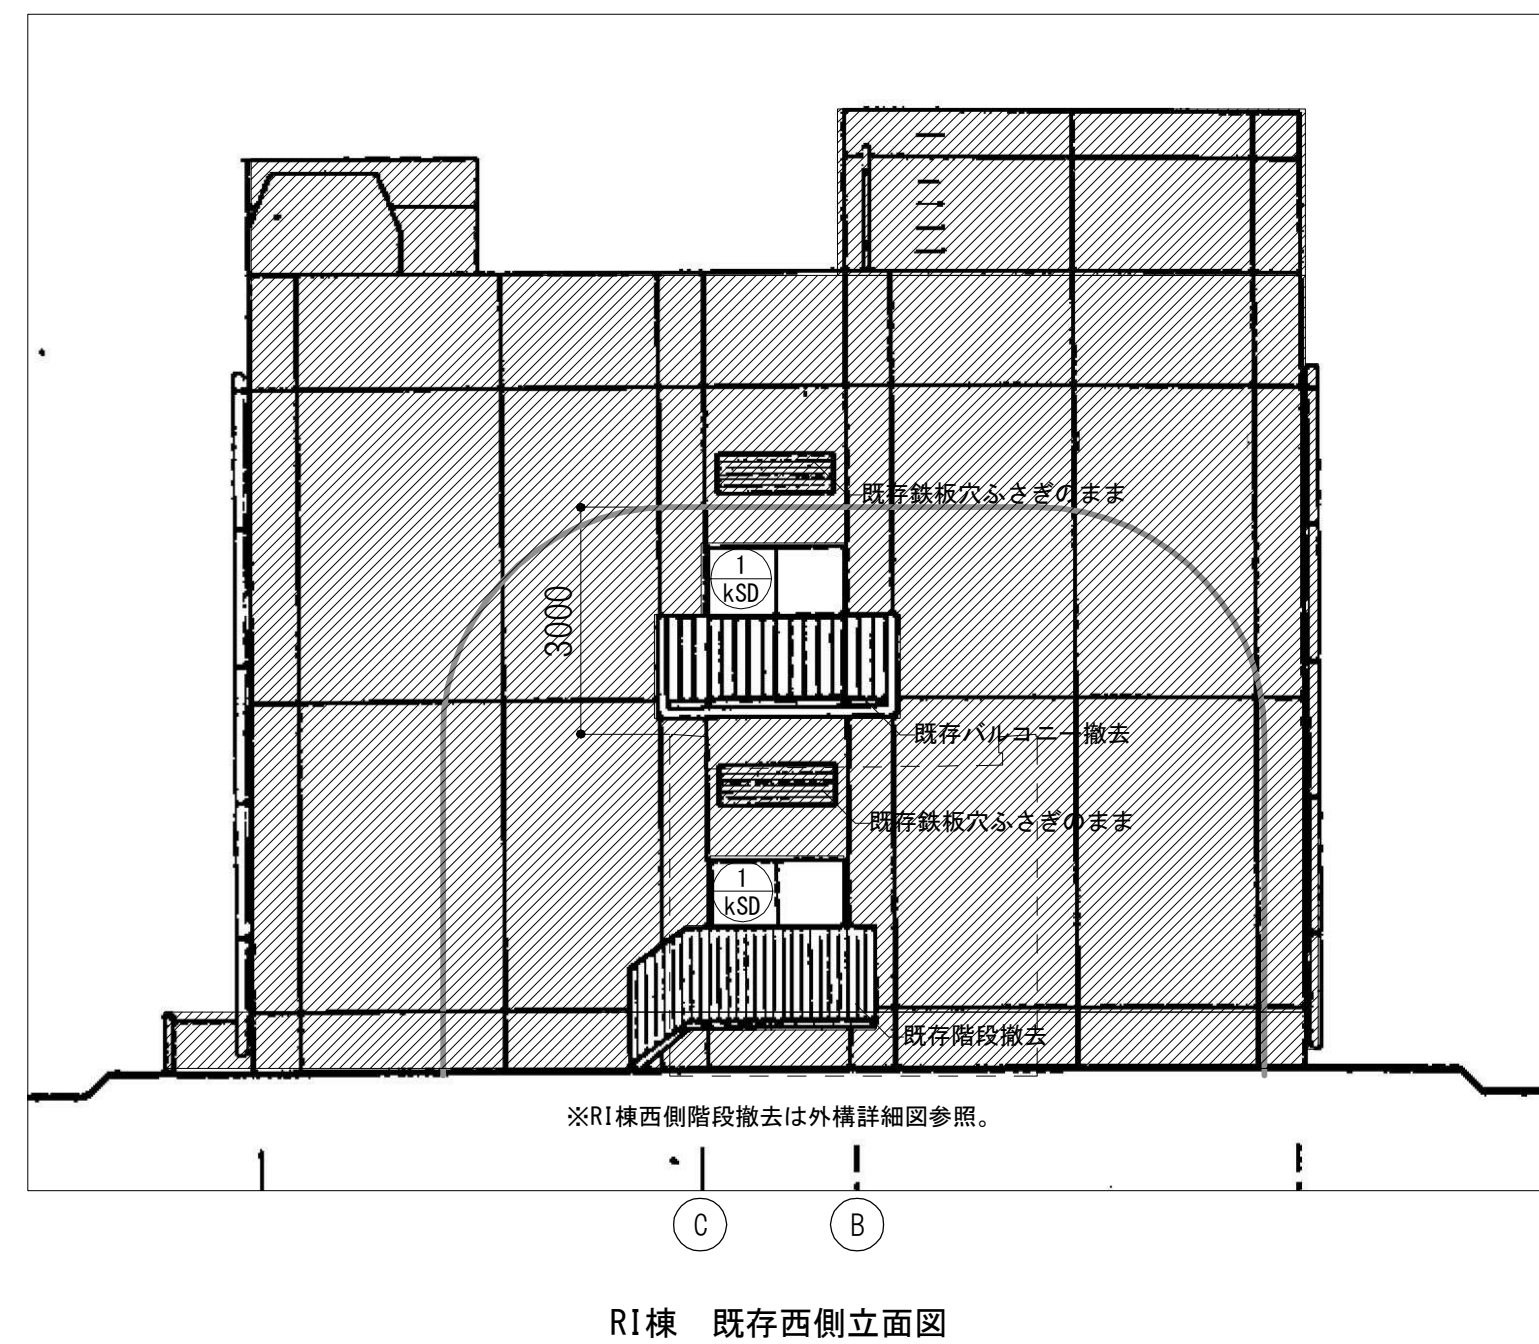 既存鉄板穴ふさぎのまま
1
kSD
3000
既存バルコニー撤去
既存鉄板穴ふさぎのまま
1
kSD
既存階段撤去
※RI棟西側階段撤去は外構詳細図参照。
C
B
RI棟　既存西側立面図